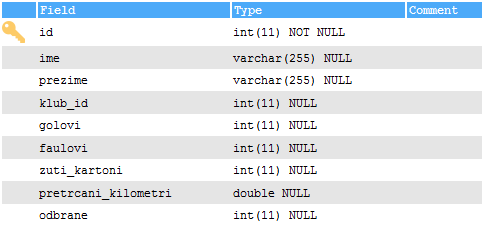 Field Type Comment
id int(11) NOT NULL
ime varchar(255) NULL
prezime varchar(255) NULL
klub_id int(11) NULL
golovi int(11) NULL
faulovi int(11) NULL
zuti_kartoni int(11) NULL
pretrcani_kilometri double NULL
odbrane int(11) NULL